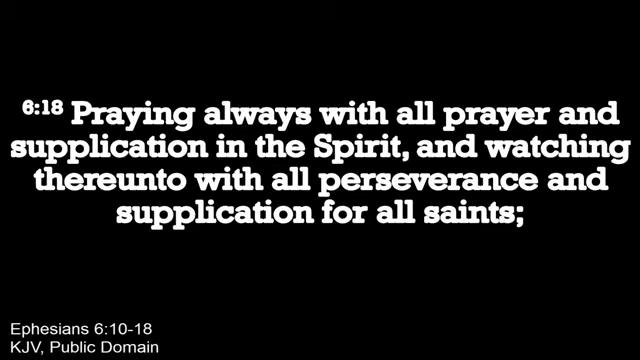 6:18 Praying always with all prayer and
supplication in the Spirit, and watching
thereunto with all perseverance and
supplication for all saints;
Ephesians 6:10-18
KJV, Public Domain